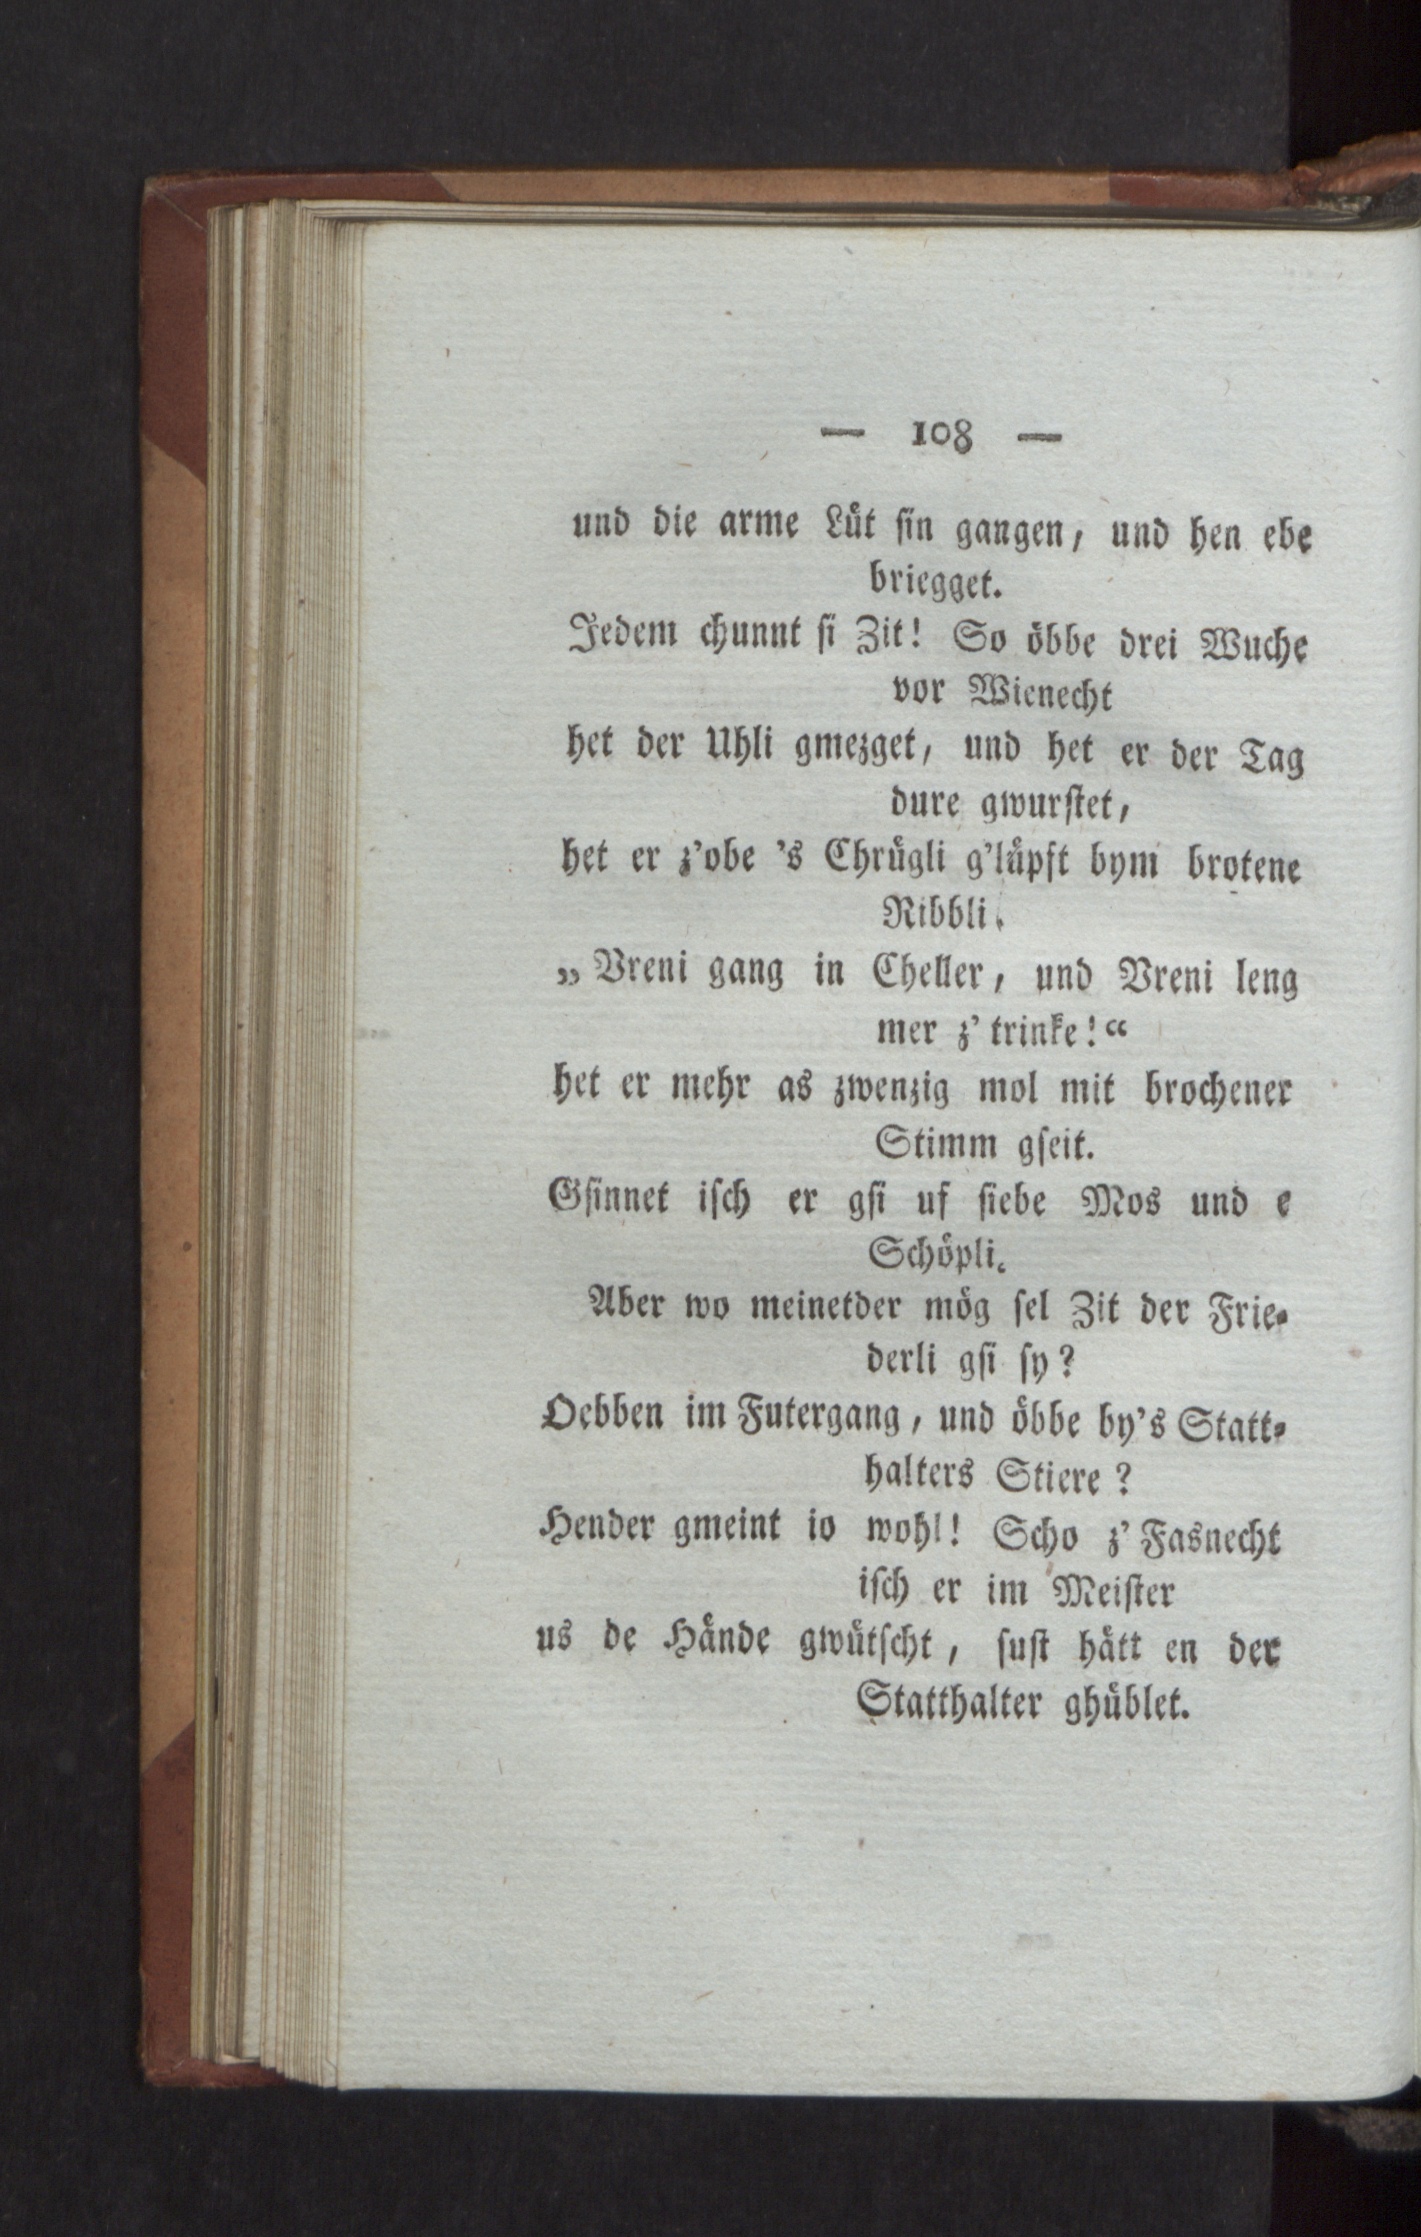 — 108 —
und die arme Lüt sin gangen, und hen ebe
briegget.
Jedem chunnt si Zit! So öbbe drei Wuche
vor Wienecht
het der Uhli gmezget, und het er der Tag
dure gwurstet,
het er z'obe 's Chrügli g'lüpft bym brotene
Ribbli.
„Vreni gang in Cheller, und Vreni leng
mer z' trinke!“
het er mehr as zwenzig mol mit brochener
Stimm gseit.
Gsinnet isch er gsi uf siebe Mos und e
Schöpli.
Aber wo meinetder mög sel Zit der Frie-
derli gsi sy?
Oebben im Futergang, und öbbe by's Statt-
halters Stiere?
Hender gmeint io wohl! Scho z' Fasnecht
isch er im Meister
us de Hände gwütscht, sust hätt en der
Statthalter ghüblet.